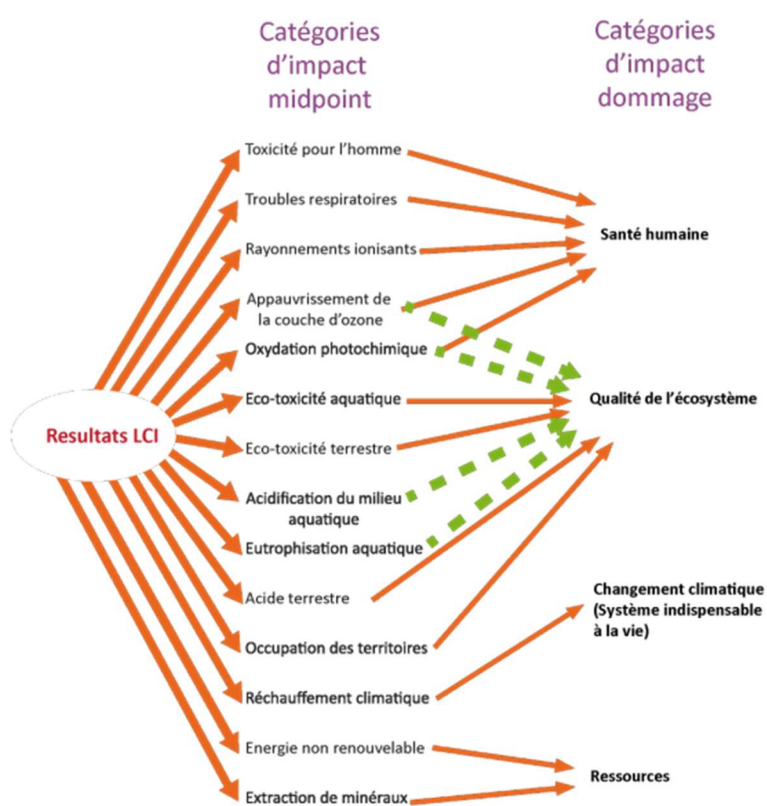 Catégories
d'impact
midpoint
Catégories
d'impact
dommage
Toxicité pour l'homme
Troubles respiratoires
Rayonnements ionisants
Appauvrissement de
la couche d'ozone
Oxydation photochimique
Eco-toxicité aquatique
Eco-toxicité terrestre
Acidification du milieu
aquatique
Eutrophisation aquatique
Acide terrestre
Occupation des territoires
Réchauffement climatique
Energie non renouvelable
Extraction de minéraux
Resultats LCI
Santé humaine
Qualité de l'écosystème
Changement climatique
(Système indispensable
à la vie)
Ressources